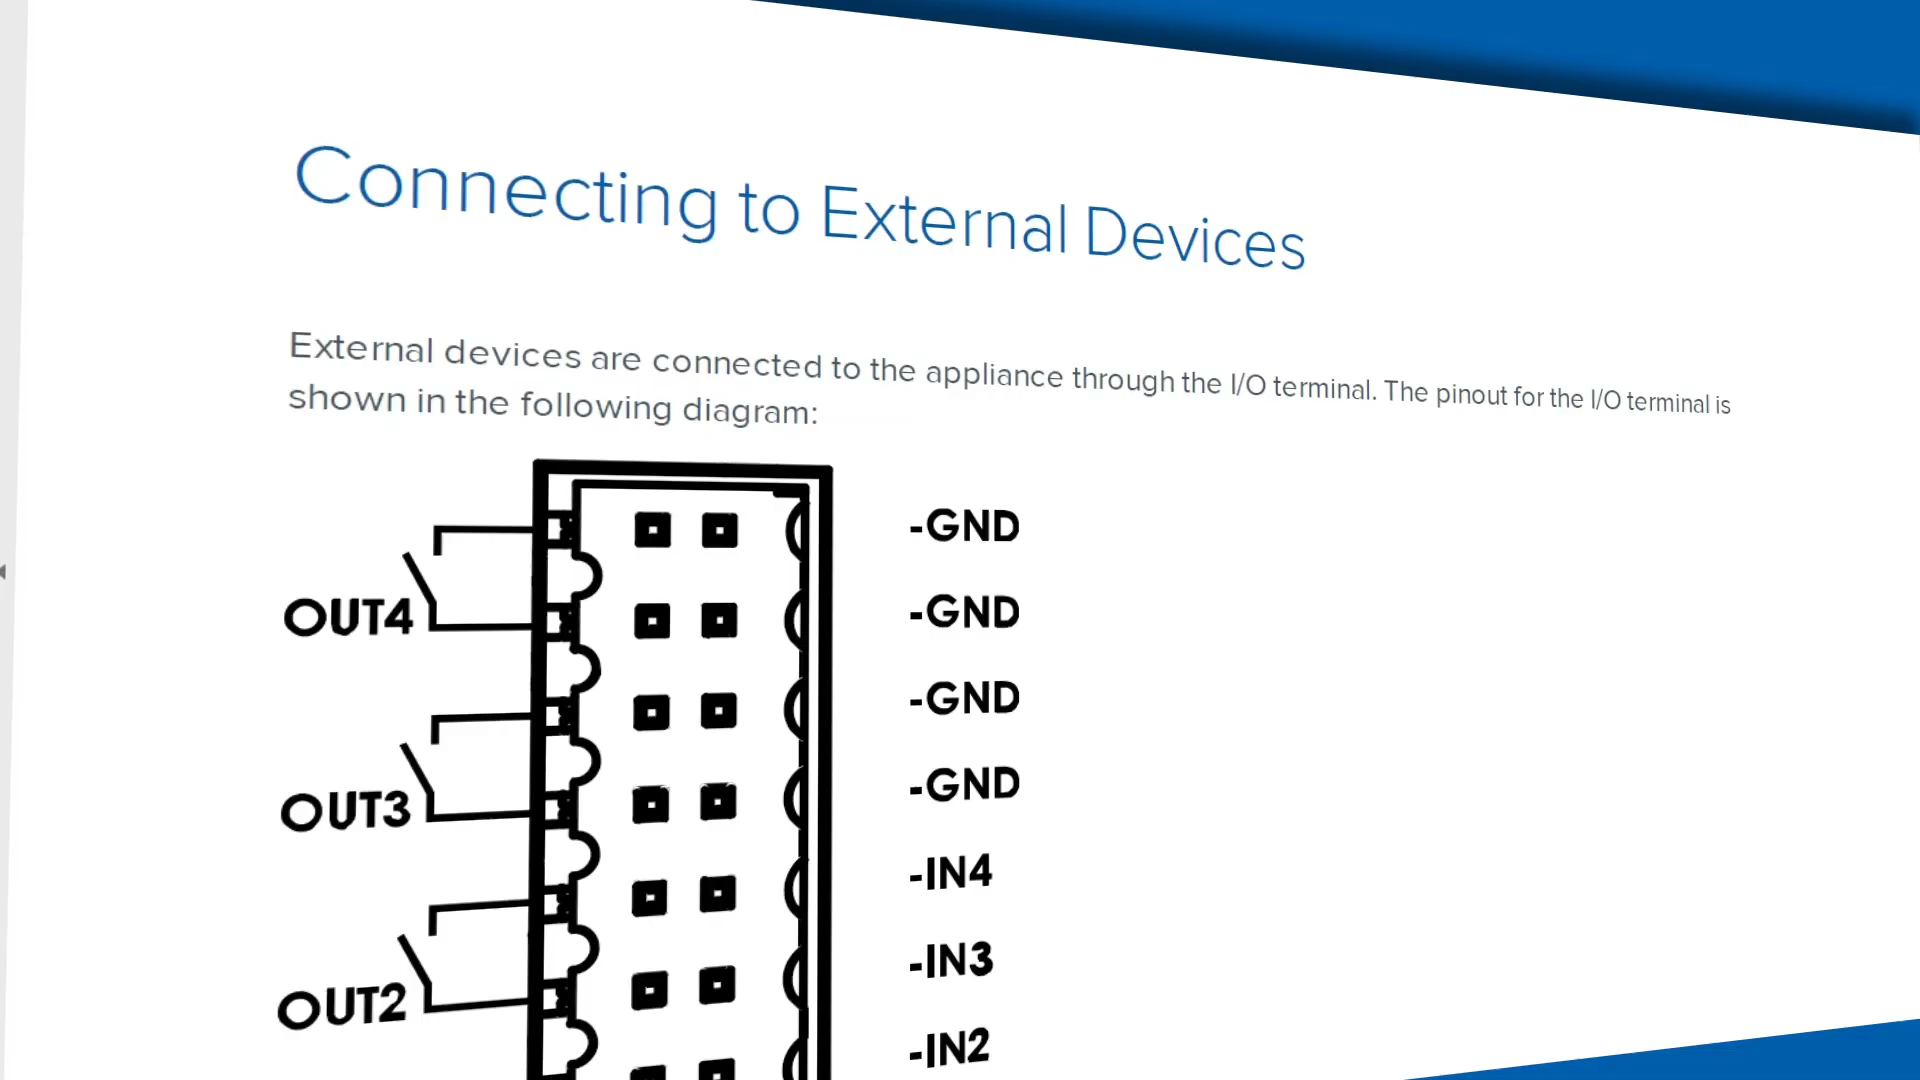 Connecting to External Devices
External devices are connected to the appliance through the I/O terminal. The pinout for the I/O terminal is
shown in the following diagram:
-GND
OUT4
-GND
-GND
-GND
OUT3
-IN4
-IN3
OUT2
-IN2